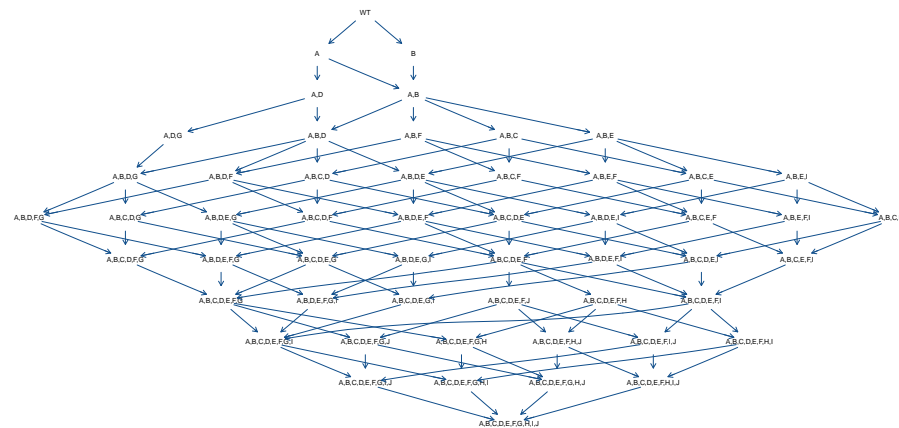 WT
A B
A,D A,B
A,D,G A,B,D A,B,F A,B,C A,B,E
A,B,D,G A,B,D,F A,B,C,D A,B,D,E A,B,C,F A,B,E,F A,B,C,E A,B,E,I
A,B,D,F,G A,B,C,D,G A,B,D,E,G A,B,C,D,F A,B,D,E,F A,B,C,D,E A,B,D,E,I A,B,C,E,F A,B,E,F,I A,B,C,
A,B,C,D,F,G A,B,D,E,F,G A,B,C,D,E,G A,B,D,E,G,I A,B,C,D,E,F A,B,D,E,F,I A,B,C,D,E,I A,B,C,E,F,I
A,B,C,D,E,F,G A,B,D,E,F,G,I A,B,C,D,E,G,I A,B,C,D,E,F,J A,B,C,D,E,F,H A,B,C,D,E,F,I
A,B,C,D,E,F,G,I A,B,C,D,E,F,G,J A,B,C,D,E,F,G,H A,B,C,D,E,F,H,J A,B,C,D,E,F,I,J A,B,C,D,E,F,H,I
A,B,C,D,E,F,G,I,J A,B,C,D,E,F,G,H,I A,B,C,D,E,F,G,H,J A,B,C,D,E,F,H,I,J
A,B,C,D,E,F,G,H,I,J